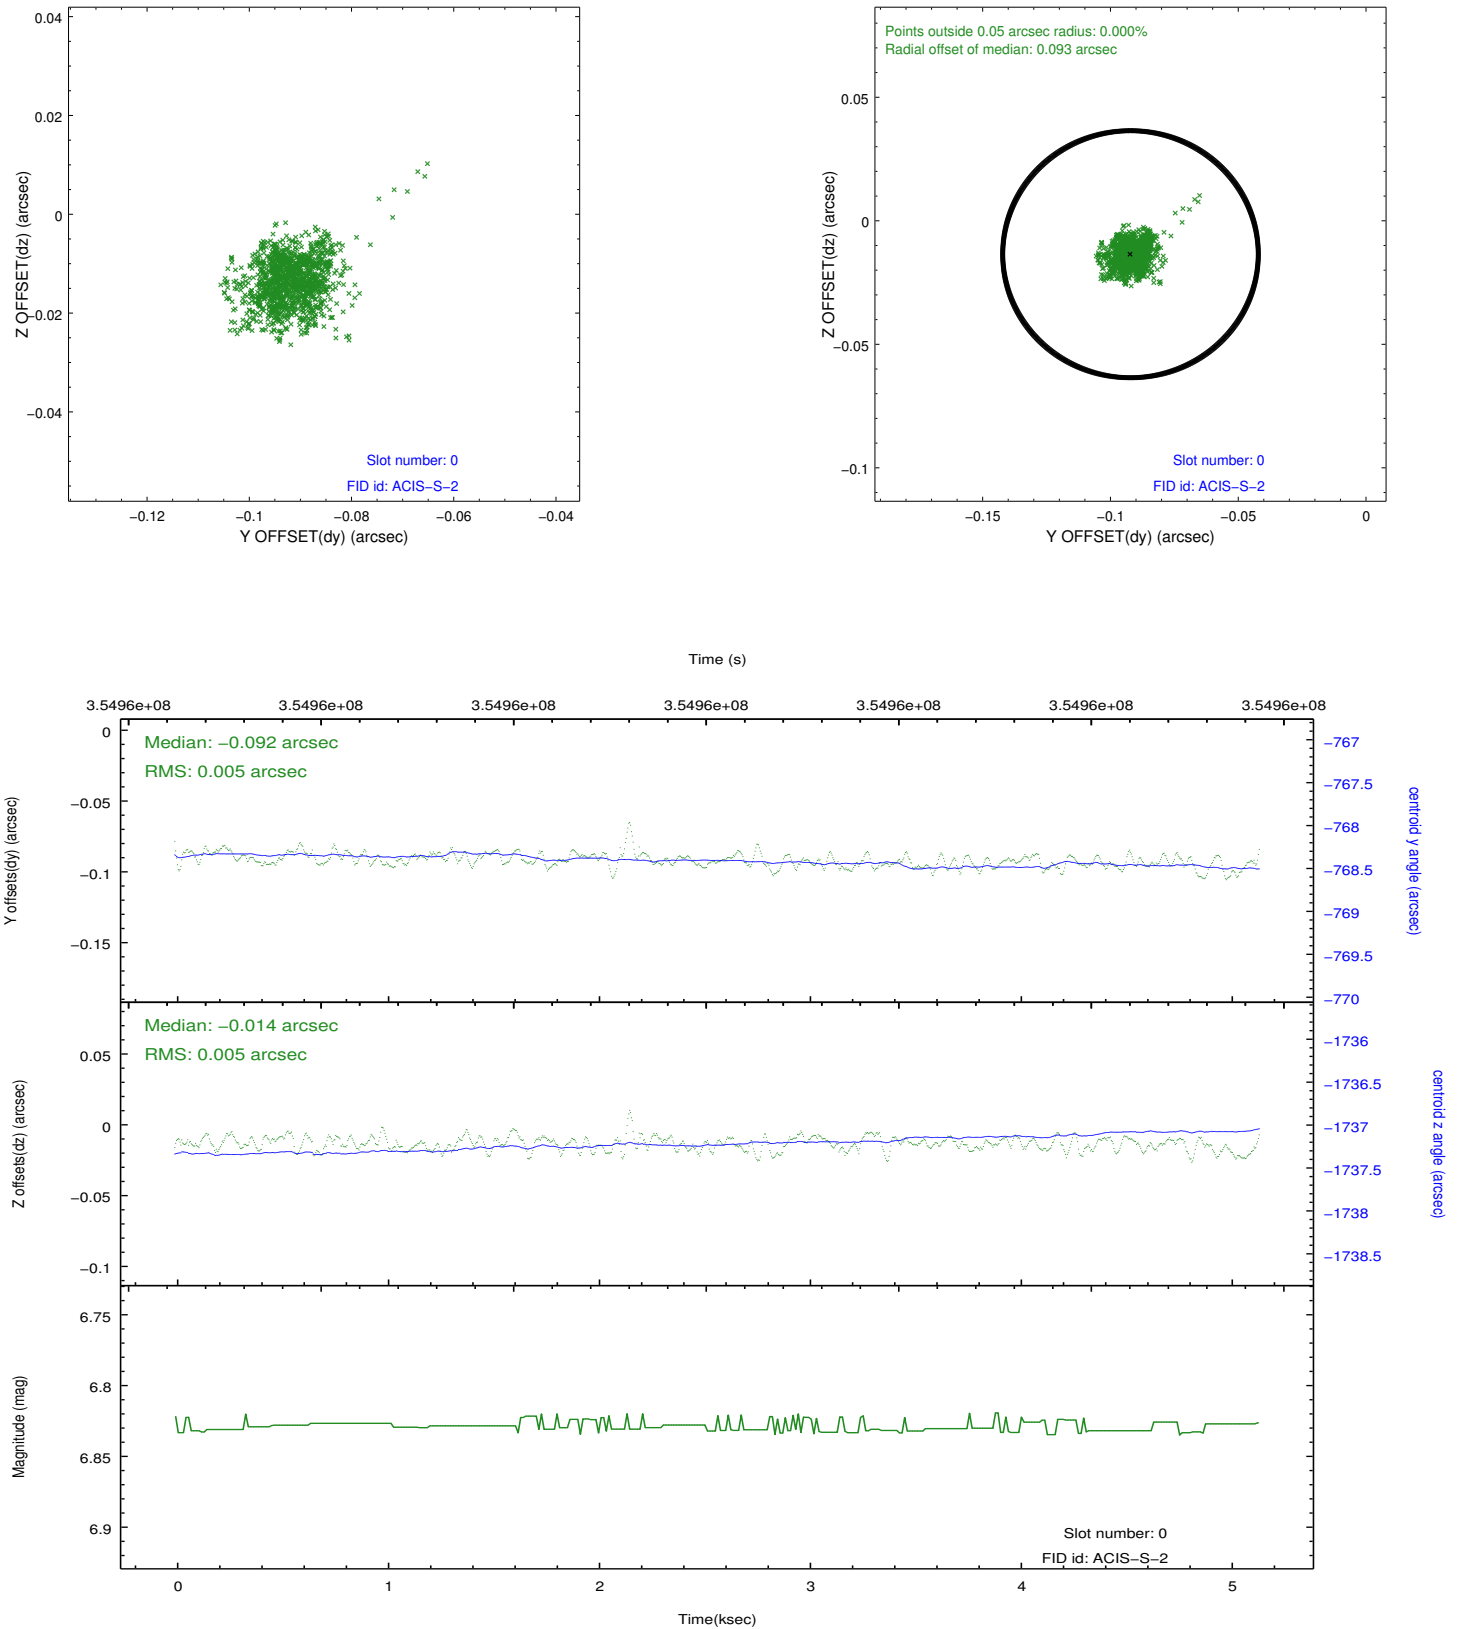 0.04
0.02
0
−0.02
−0.04
Z OFFSET(dz) (arcsec)
Slot number: 0
FID id: ACIS−S−2
−0.12
−0.1
−0.08
−0.06
−0.04
Y OFFSET(dy) (arcsec)
Points outside 0.05 arcsec radius: 0.000%
Radial offset of median: 0.093 arcsec
0.05
0
−0.05
−0.1
Z OFFSET(dz) (arcsec)
Slot number: 0
FID id: ACIS−S−2
−0.15
−0.1
−0.05
0
Y OFFSET(dy) (arcsec)
Time (s)
3.5496e+08 3.5496e+08 3.5496e+08 3.5496e+08 3.5496e+08 3.5496e+08 3.5496e+08
Median: −0.092 arcsec
RMS: 0.005 arcsec
0
−0.05
−0.1
−0.15
Y offsets(dy) (arcsec)
−767
−767.5
−768
−768.5
−769
−769.5
−770
centroid y angle (arcsec)
Median: −0.014 arcsec
RMS: 0.005 arcsec
0.05
0
−0.05
−0.1
Z offsets(dz) (arcsec)
−1736
−1736.5
−1737
−1737.5
−1738
−1738.5
centroid z angle (arcsec)
6.75
6.8
6.85
6.9
Magnitude (mag)
Slot number: 0
FID id: ACIS−S−2
0 1 2 3 4 5
Time(ksec)